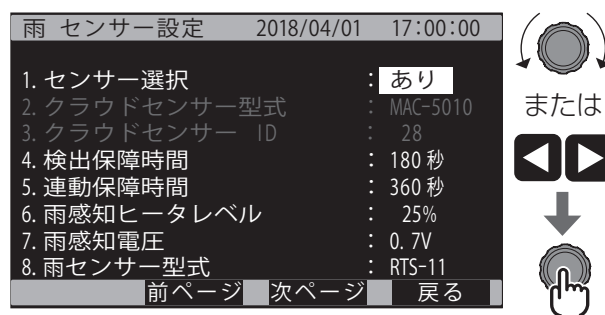 雨 センサー設定 2018/04/01 17:00:00
1. センサー選択 : あり
2. クラウドセンサー型式 : MAC-5010
3. クラウドセンサー ID : 28
4. 検出保障時間 : 180 秒
5. 連動保障時間 : 360 秒
6. 雨感知ヒータレベル : 25%
7. 雨感知電圧 : 0. 7V
8. 雨センサー型式 : RTS-11
前ページ 次ページ 戻る
または